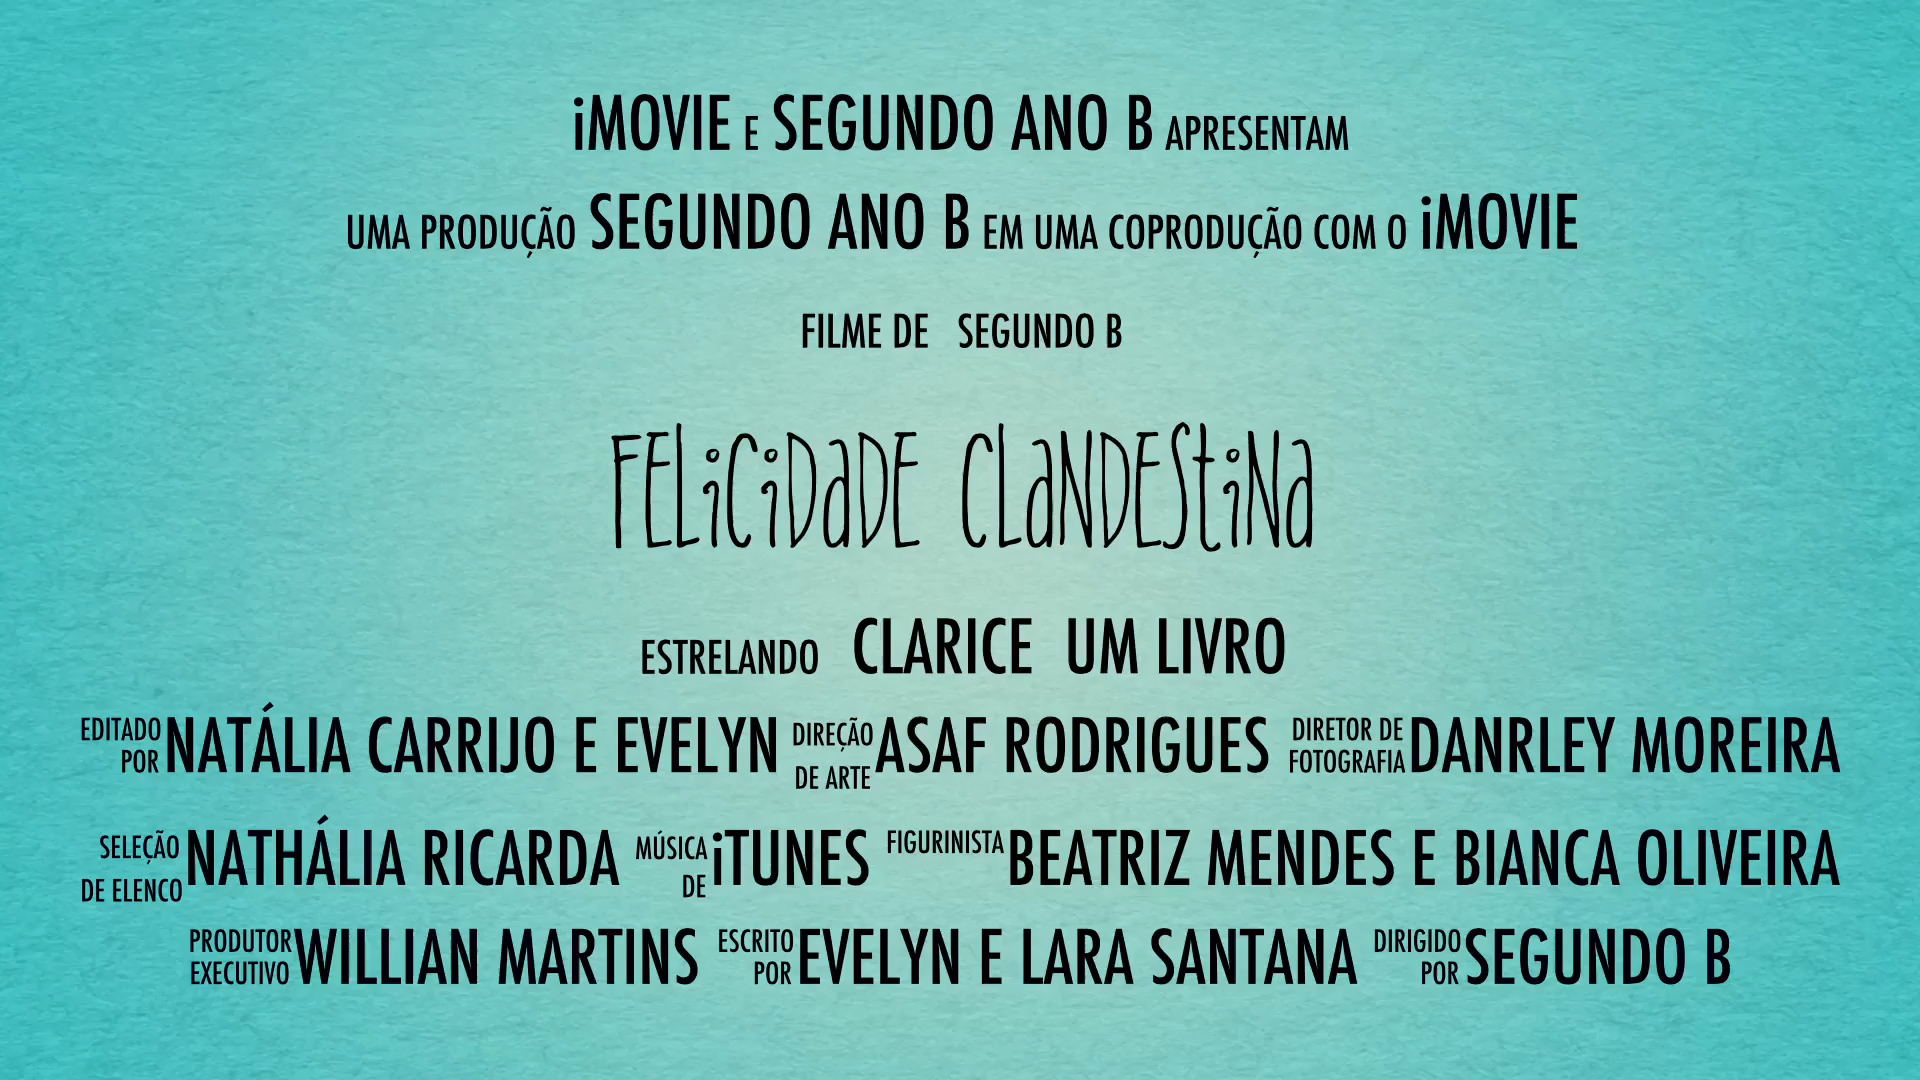 iMOVIE E SEGUNDO ANO B APRESENTAM
UMA PRODUÇÃO SEGUNDO ANO B EM UMA COPRODUÇÃO COM O iMOVIE
FILME DE SEGUNDO B
FELiCiDaDE CLaNDEStiNa
ESTRELANDO CLARICE UM LIVRO
EDITADO POR NATÁLIA CARRIJO E EVELYN DIREÇÃO DE ARTE ASAF RODRIGUES DIRETOR DE FOTOGRAFIA DANRLEY MOREIRA
SELEÇÃO DE ELENCO NATHÁLIA RICARDA MÚSICA DE iTUNES FIGURINISTA BEATRIZ MENDES E BIANCA OLIVEIRA
PRODUTOR EXECUTIVO WILLIAN MARTINS ESCRITO POR EVELYN E LARA SANTANA DIRIGIDO POR SEGUNDO B